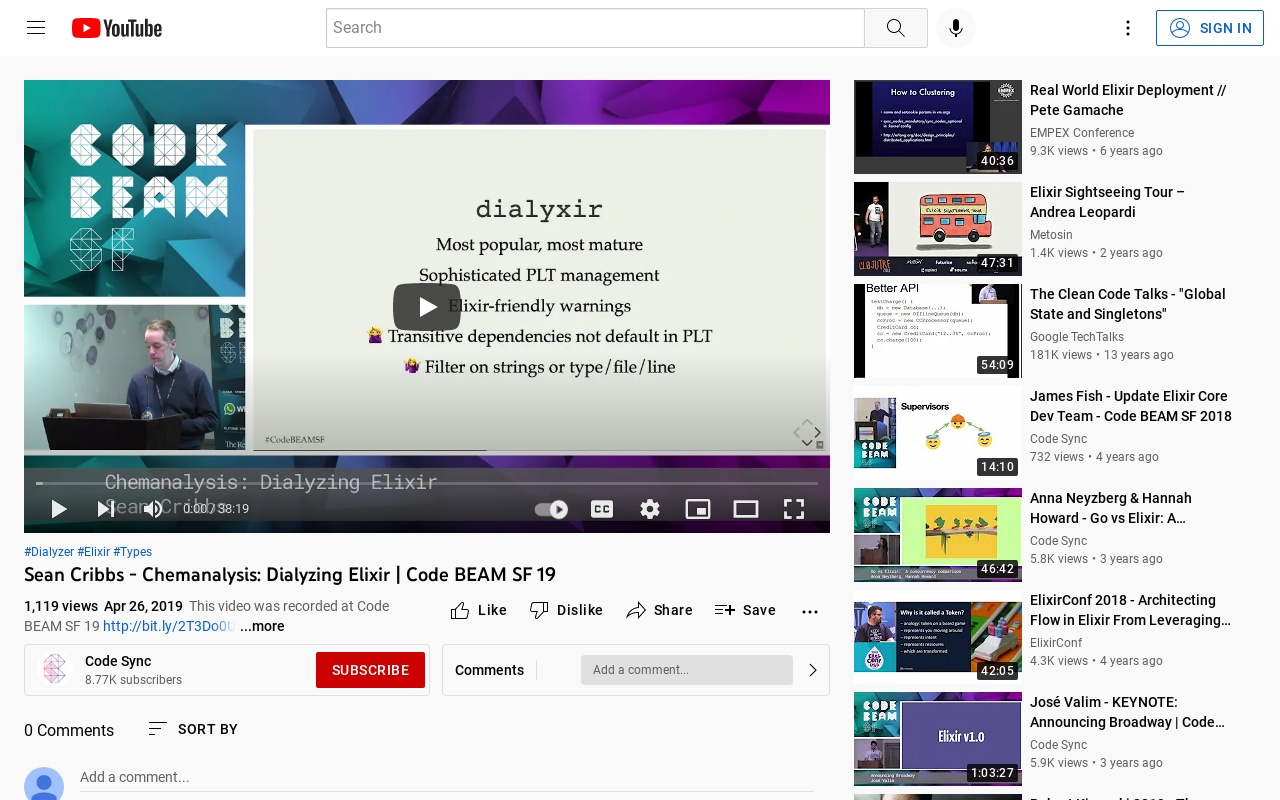 YouTube
Search
SIGN IN
CODE
BEAM
SF
dialyxir
Most popular, most mature
Sophisticated PLT management
Elixir-friendly warnings
🤷 Transitive dependencies not default in PLT
🤷‍♀️ Filter on strings or type/file/line
#CodeBEAMSF
Chemanalysis: Dialyzing Elixir
Sean Cribbs
0:00 / 38:19
#Dialyzer #Elixir #Types
Sean Cribbs - Chemanalysis: Dialyzing Elixir | Code BEAM SF 19
1,119 views Apr 26, 2019 This video was recorded at Code
BEAM SF 19 http://bit.ly/2T3Do0U ...more
Like
Dislike
Share
Save
Code Sync
8.77K subscribers
SUBSCRIBE
Comments
Add a comment...
0 Comments
SORT BY
Add a comment...
How to Clustering
40:36
Real World Elixir Deployment //
Pete Gamache
EMPEX Conference
9.3K views • 6 years ago
ELIXIR SIGHTSEEING TOUR
47:31
Elixir Sightseeing Tour –
Andrea Leopardi
Metosin
1.4K views • 2 years ago
Better API
54:09
The Clean Code Talks - "Global
State and Singletons"
Google TechTalks
181K views • 13 years ago
Supervisors
14:10
James Fish - Update Elixir Core
Dev Team - Code BEAM SF 2018
Code Sync
732 views • 4 years ago
46:42
Anna Neyzberg & Hannah
Howard - Go vs Elixir: A…
Code Sync
5.8K views • 3 years ago
Why is it called a Token?
42:05
ElixirConf 2018 - Architecting
Flow in Elixir From Leveraging…
ElixirConf
4.3K views • 4 years ago
CODE
BEAM
Elixir v1.0
1:03:27
José Valim - KEYNOTE:
Announcing Broadway | Code…
Code Sync
5.9K views • 3 years ago